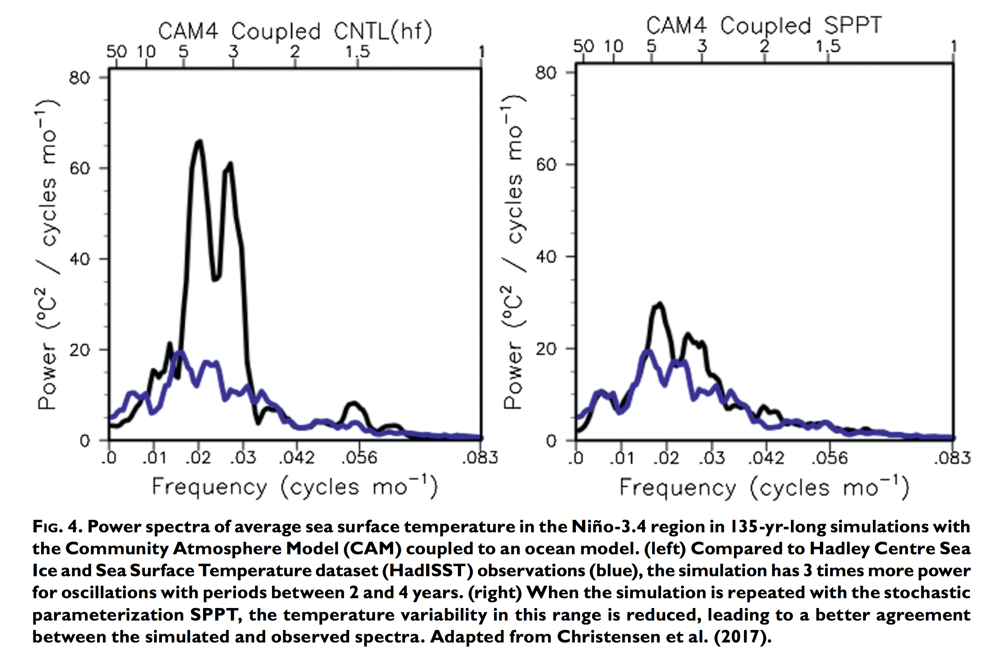 CAM4 Coupled CNTL(hf)
50 10 5 3 2 1.5 1
80
60
40
20
0
Power (°C² / cycles mo⁻¹)
.0 .01 .02 .03 .042 .056 .083
Frequency (cycles mo⁻¹)
CAM4 Coupled SPPT
50 10 5 3 2 1.5 1
80
60
40
20
0
Power (°C² / cycles mo⁻¹)
.0 .01 .02 .03 .042 .056 .083
Frequency (cycles mo⁻¹)
FIG. 4. Power spectra of average sea surface temperature in the Niño-3.4 region in 135-yr-long simulations with
the Community Atmosphere Model (CAM) coupled to an ocean model. (left) Compared to Hadley Centre Sea
Ice and Sea Surface Temperature dataset (HadISST) observations (blue), the simulation has 3 times more power
for oscillations with periods between 2 and 4 years. (right) When the simulation is repeated with the stochastic
parameterization SPPT, the temperature variability in this range is reduced, leading to a better agreement
between the simulated and observed spectra. Adapted from Christensen et al. (2017).